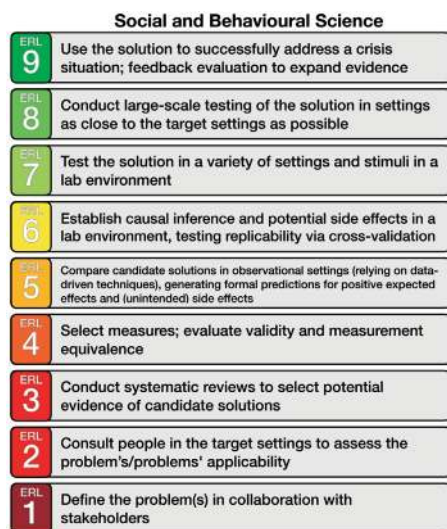 Social and Behavioural Science
ERL
9
Use the solution to successfully address a crisis
situation; feedback evaluation to expand evidence
ERL
8
Conduct large-scale testing of the solution in settings
as close to the target settings as possible
ERL
7
Test the solution in a variety of settings and stimuli in a
lab environment
ERL
6
Establish causal inference and potential side effects in a
lab environment, testing replicability via cross-validation
ERL
5
Compare candidate solutions in observational settings (relying on data-
driven techniques), generating formal predictions for positive expected
effects and (unintended) side effects
ERL
4
Select measures; evaluate validity and measurement
equivalence
ERL
3
Conduct systematic reviews to select potential
evidence of candidate solutions
ERL
2
Consult people in the target settings to assess the
problem's/problems' applicability
ERL
1
Define the problem(s) in collaboration with
stakeholders